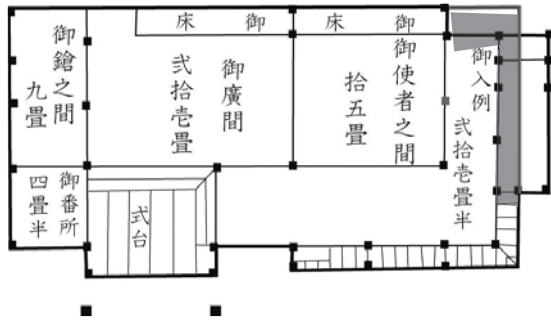 御床
御床
御入例
弐拾壱畳半
御使者之間
拾五畳
御廣間
弐拾壱畳
御鎗之間
九畳
御番所
四畳半
式台